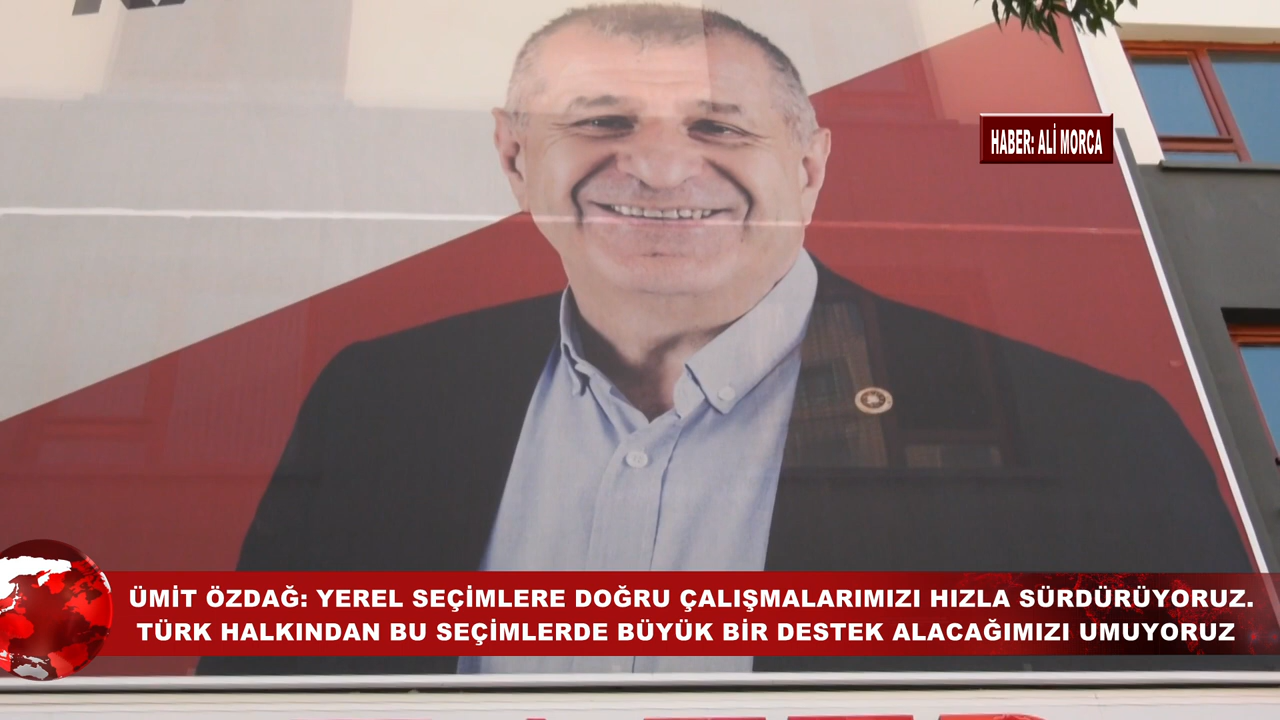 HABER: ALİ MORCA
ÜMİT ÖZDAĞ: YEREL SEÇİMLERE DOĞRU ÇALIŞMALARIMIZI HIZLA SÜRDÜRÜYORUZ.
TÜRK HALKINDAN BU SEÇİMLERDE BÜYÜK BİR DESTEK ALACAĞIMIZI UMUYORUZ